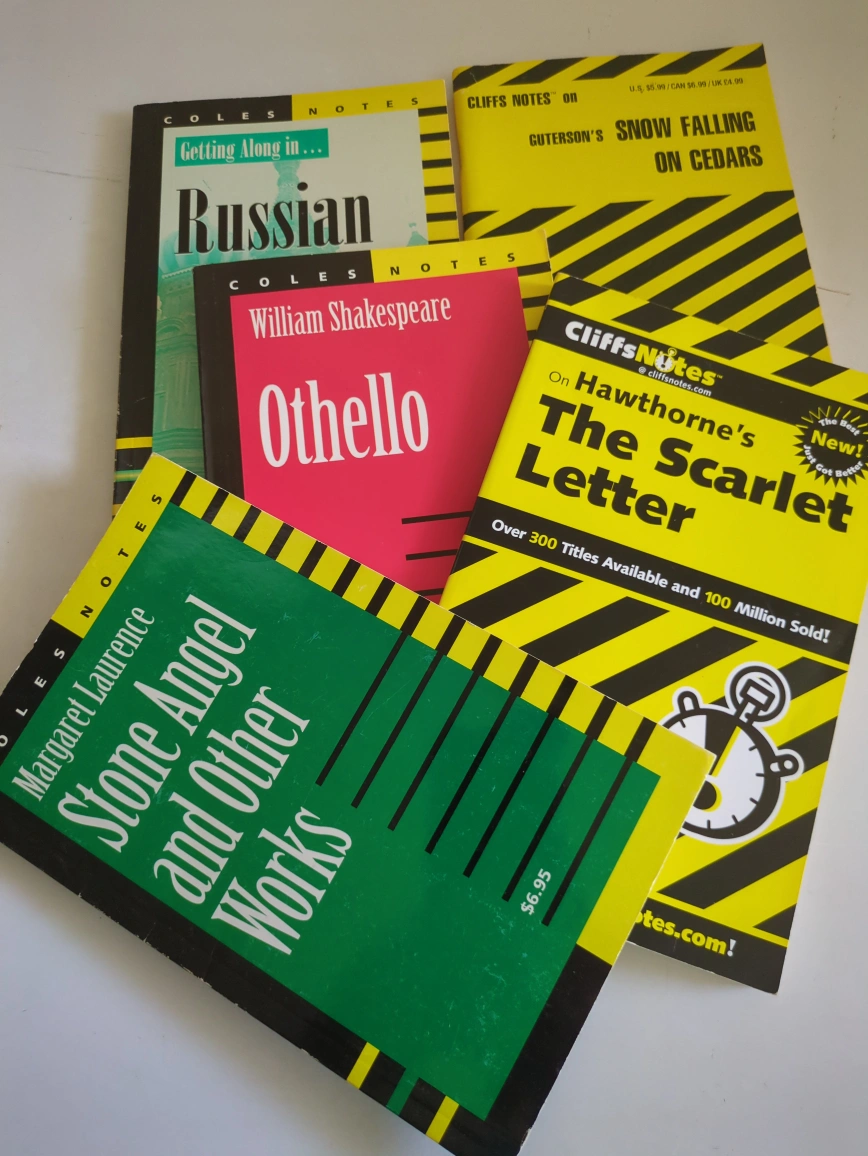 COLES NOTES
Getting Along in...
Russian
CLIFFS NOTES™ on
U.S. $5.99 / CAN $6.99 / UK £4.99
GUTERSON'S SNOW FALLING
ON CEDARS
COLES NOTES
William Shakespeare
Othello
CliffsNotes™
@ cliffsnotes.com
On Hawthorne's
The Scarlet
Letter
The Best
New!
Just Got Better
Over 300 Titles Available and 100 Million Sold!
otes.com!
OLES NOTES
Margaret Laurence
Stone Angel
and Other
Works
$6.95